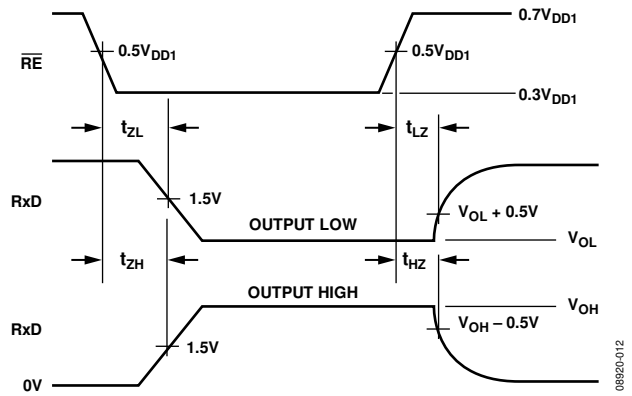 0.7VDD1
RE
0.5VDD1
0.5VDD1
0.3VDD1
tZL
tLZ
RxD
1.5V
VOL + 0.5V
OUTPUT LOW
VOL
tZH
tHZ
OUTPUT HIGH
VOH
RxD
1.5V
VOH – 0.5V
0V
08920-012